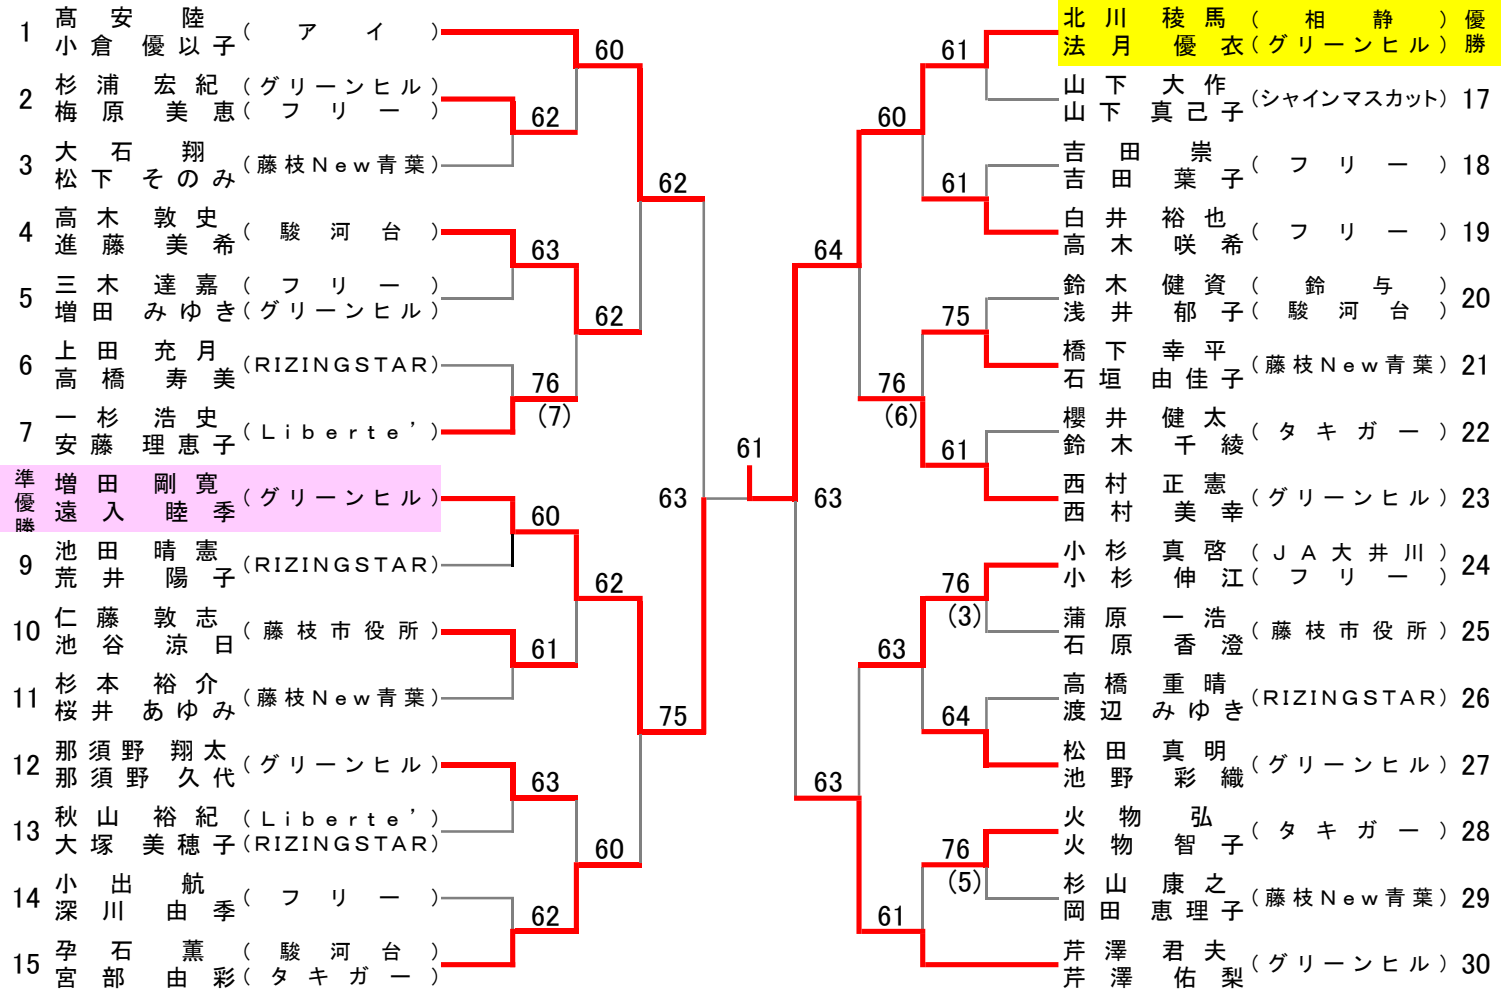 1 髙安 陸 (アイ)
小倉 優以子
2 杉浦 宏紀 (グリーンヒル)
梅原 美恵 (フリー)
3 大石 翔 (藤枝New青葉)
松下 そのみ
4 高木 敦史 (駿河台)
進藤 美希
5 三木 達嘉 (フリー)
増田 みゆき (グリーンヒル)
6 上田 充月 (RIZINGSTAR)
高橋 寿美
7 一杉 浩史 (Liberte’)
安藤 理恵子
準優勝 増田 剛寛 (グリーンヒル)
遠入 睦季
9 池田 晴憲 (RIZINGSTAR)
荒井 陽子
10 仁藤 敦志 (藤枝市役所)
池谷 涼日
11 杉本 裕介 (藤枝New青葉)
桜井 あゆみ
12 那須野 翔太 (グリーンヒル)
那須野 久代
13 秋山 裕紀 (Liberte’)
大塚 美穂子 (RIZINGSTAR)
14 小出 航 (フリー)
深川 由季
15 孕石 薫 (駿河台)
宮部 由彩 (タキガー)
60
62
62
63
62
76
(7)
60
62
61
75
63
60
62
63
61
63
61
60
61
64
75
76
(6)
61
76
(3)
63
64
63
76
(5)
61
北川 稜馬 (相静) 優勝
法月 優衣 (グリーンヒル)
山下 大作 (シャインマスカット) 17
山下 真己子
吉田 崇 (フリー) 18
吉田 葉子
白井 裕也 (フリー) 19
高木 咲希
鈴木 健資 (鈴与) 20
浅井 郁子 (駿河台)
橋下 幸平 (藤枝New青葉) 21
石垣 由佳子
櫻井 健太 (タキガー) 22
鈴木 千綾
西村 正憲 (グリーンヒル) 23
西村 美幸
小杉 真啓 (JA大井川) 24
小杉 伸江 (フリー)
蒲原 一浩 (藤枝市役所) 25
石原 香澄
高橋 重晴 (RIZINGSTAR) 26
渡辺 みゆき
松田 真明 (グリーンヒル) 27
池野 彩織
火物 弘 (タキガー) 28
火物 智子
杉山 康之 (藤枝New青葉) 29
岡田 恵理子
芹澤 君夫 (グリーンヒル) 30
芹澤 佑梨